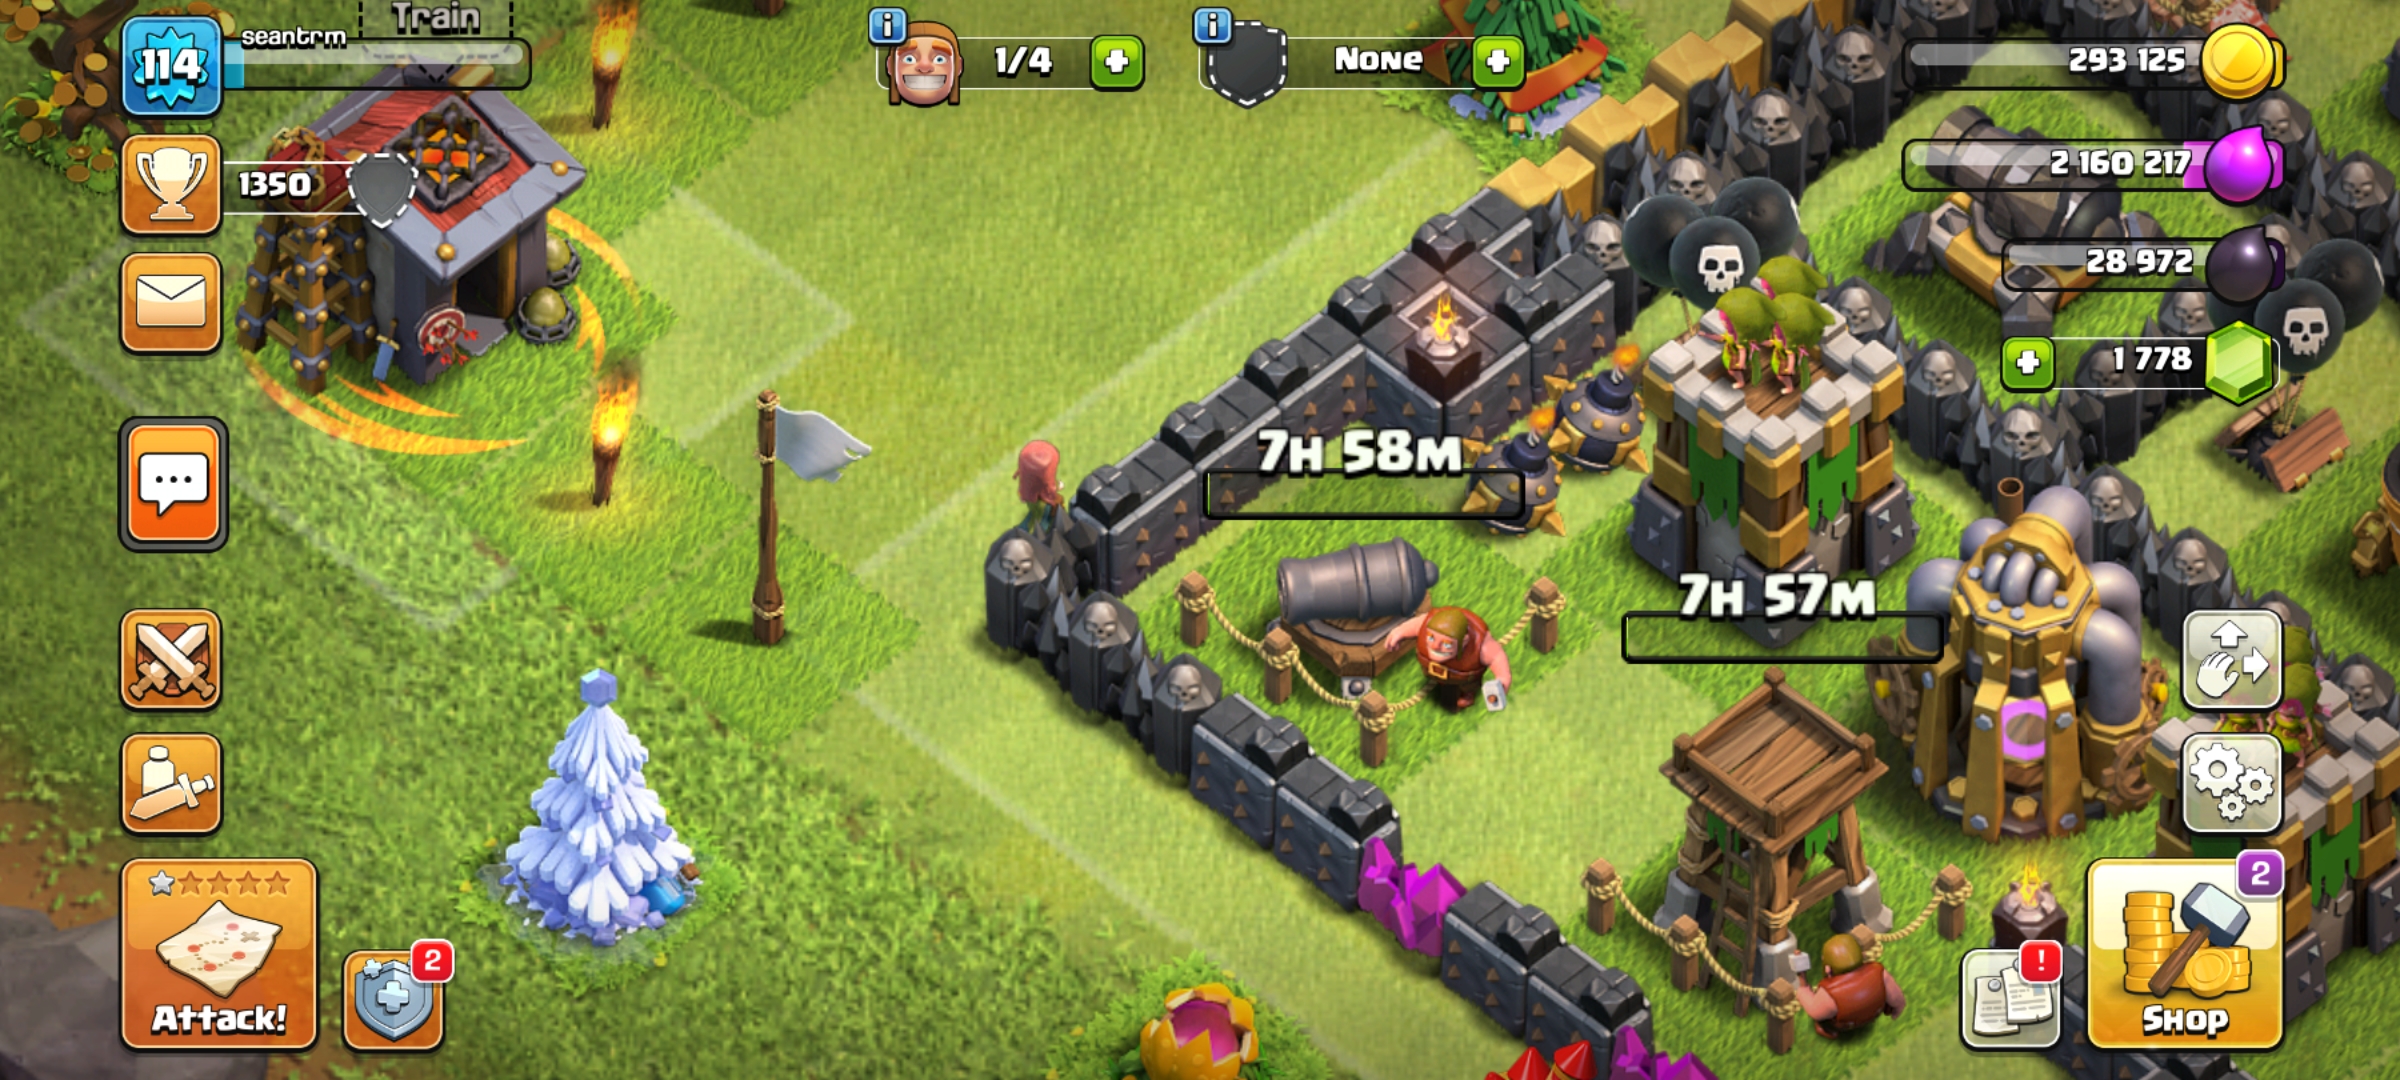 Train
114
seantrm
i
1/4
i
None
293 125
1350
2 160 217
28 972
1 778
7h 58m
7h 57m
2
Attack!
2
!
Shop